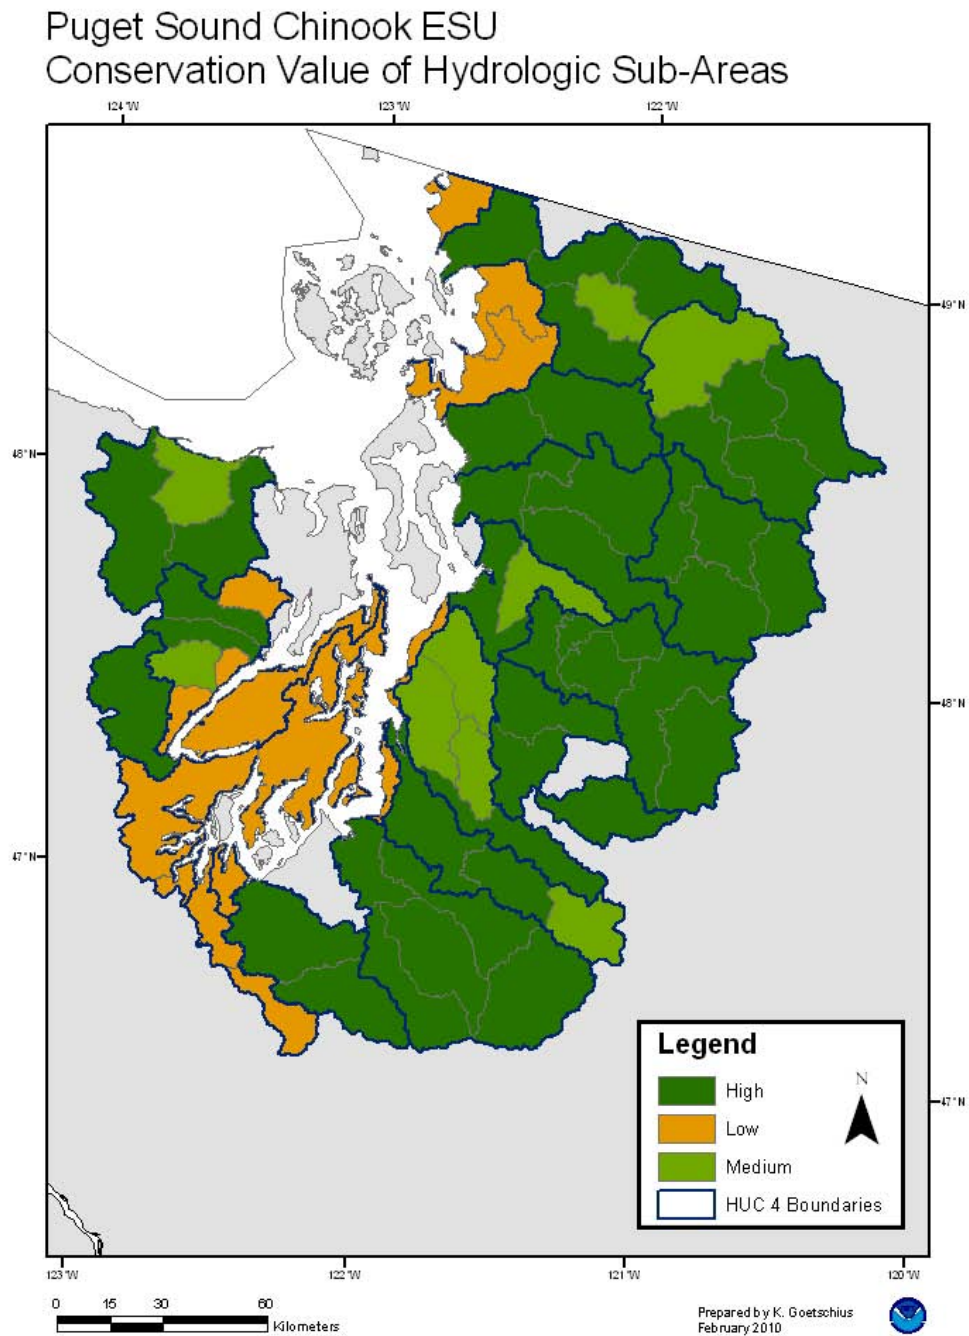 Puget Sound Chinook ESU
Conservation Value of Hydrologic Sub-Areas
124°W 123°W 122°W
49°N
48°N
48°N
47°N
47°N
Legend
High
Low
Medium
HUC 4 Boundaries
N
123°W 122°W 121°W 120°W
0 15 30 60
Kilometers
Prepared by K. Goetschius
February 2010